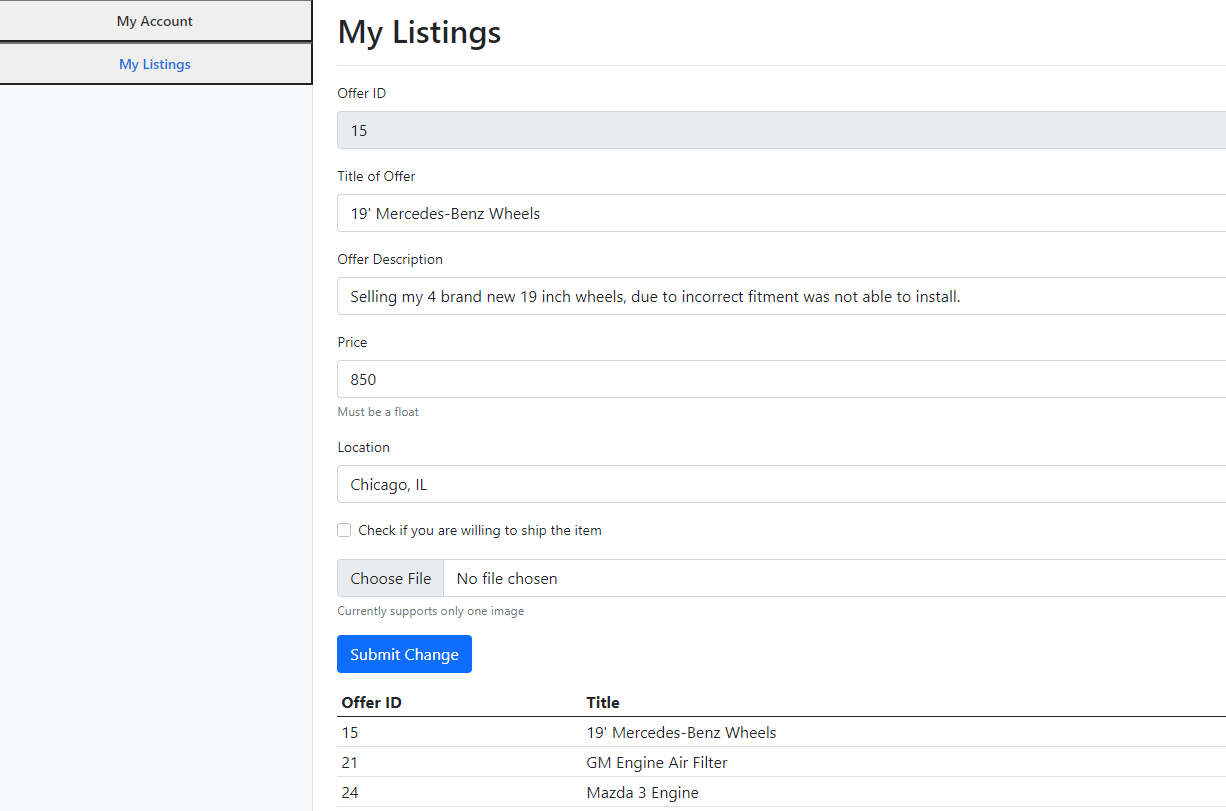 My Account
My Listings
My Listings
Offer ID
15
Title of Offer
19' Mercedes-Benz Wheels
Offer Description
Selling my 4 brand new 19 inch wheels, due to incorrect fitment was not able to install.
Price
850
Must be a float
Location
Chicago, IL
Check if you are willing to ship the item
Choose File No file chosen
Currently supports only one image
Submit Change
Offer ID Title
15 19' Mercedes-Benz Wheels
21 GM Engine Air Filter
24 Mazda 3 Engine